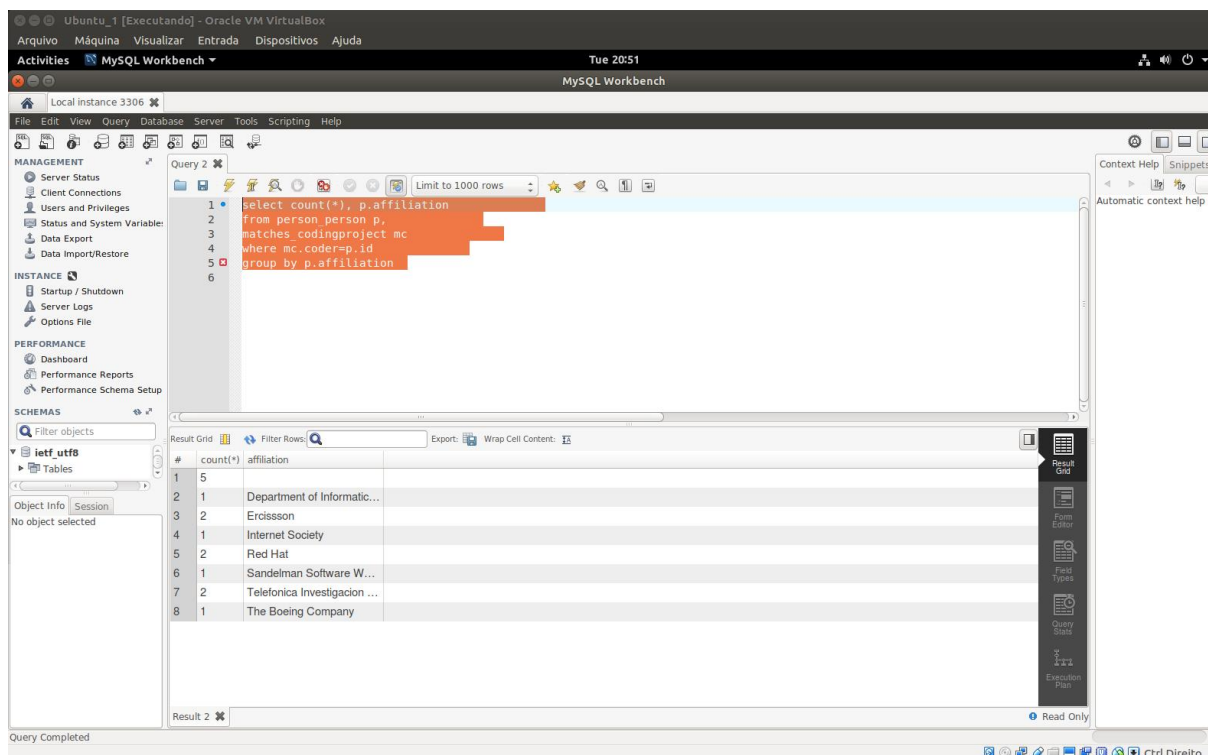 Ubuntu_1 [Executando] - Oracle VM VirtualBox
Arquivo Máquina Visualizar Entrada Dispositivos Ajuda
Activities MySQL Workbench Tue 20:51
MySQL Workbench
Local instance 3306
File Edit View Query Database Server Tools Scripting Help
MANAGEMENT
Server Status
Client Connections
Users and Privileges
Status and System Variable
Data Export
Data Import/Restore
INSTANCE
Startup / Shutdown
Server Logs
Options File
PERFORMANCE
Dashboard
Performance Reports
Performance Schema Setup
SCHEMAS
Filter objects
ietf_utf8
Tables
Object Info Session
No object selected
Query 2
Limit to 1000 rows
1 select count(*), p.affiliation
2 from person person p,
3 matches_codingproject mc
4 where mc.coder=p.id
5 group by p.affiliation
6
Context Help Snippets
Automatic context help
Result Grid Filter Rows: Export: Wrap Cell Content:
# count(*) affiliation
1 5
2 1 Department of Informatic...
3 2 Ercissson
4 1 Internet Society
5 2 Red Hat
6 1 Sandelman Software W...
7 2 Telefonica Investigacion ...
8 1 The Boeing Company
Result Grid
Form Editor
Field Types
Query Stats
Execution Plan
Result 2 Read Only
Query Completed
Ctrl Direito